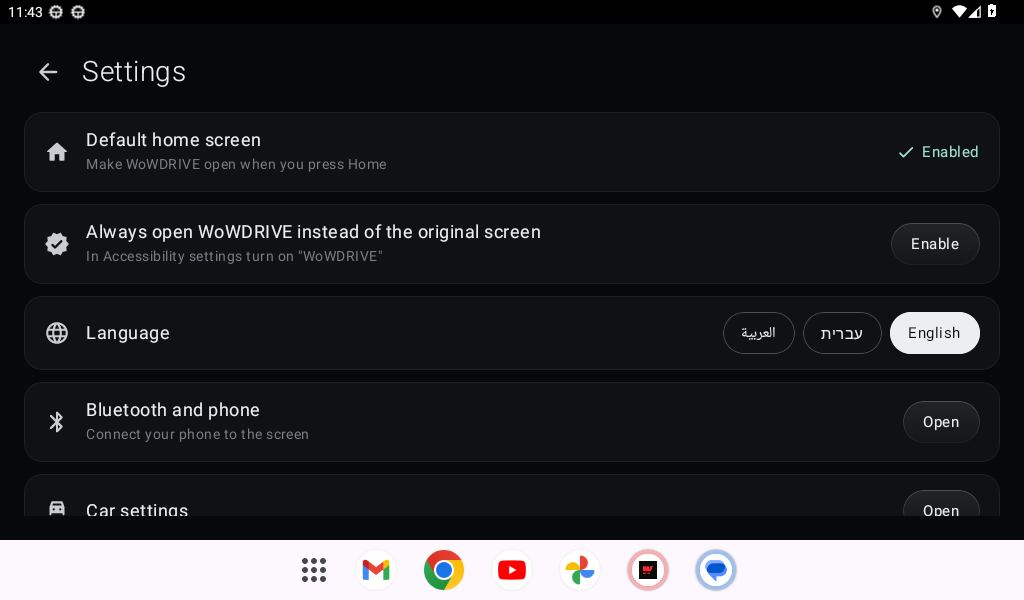 11:43
Settings
Default home screen
Make WoWDRIVE open when you press Home
Enabled
Always open WoWDRIVE instead of the original screen
In Accessibility settings turn on "WoWDRIVE"
Enable
Language
العربية
עברית
English
Bluetooth and phone
Connect your phone to the screen
Open
Car settings
Open